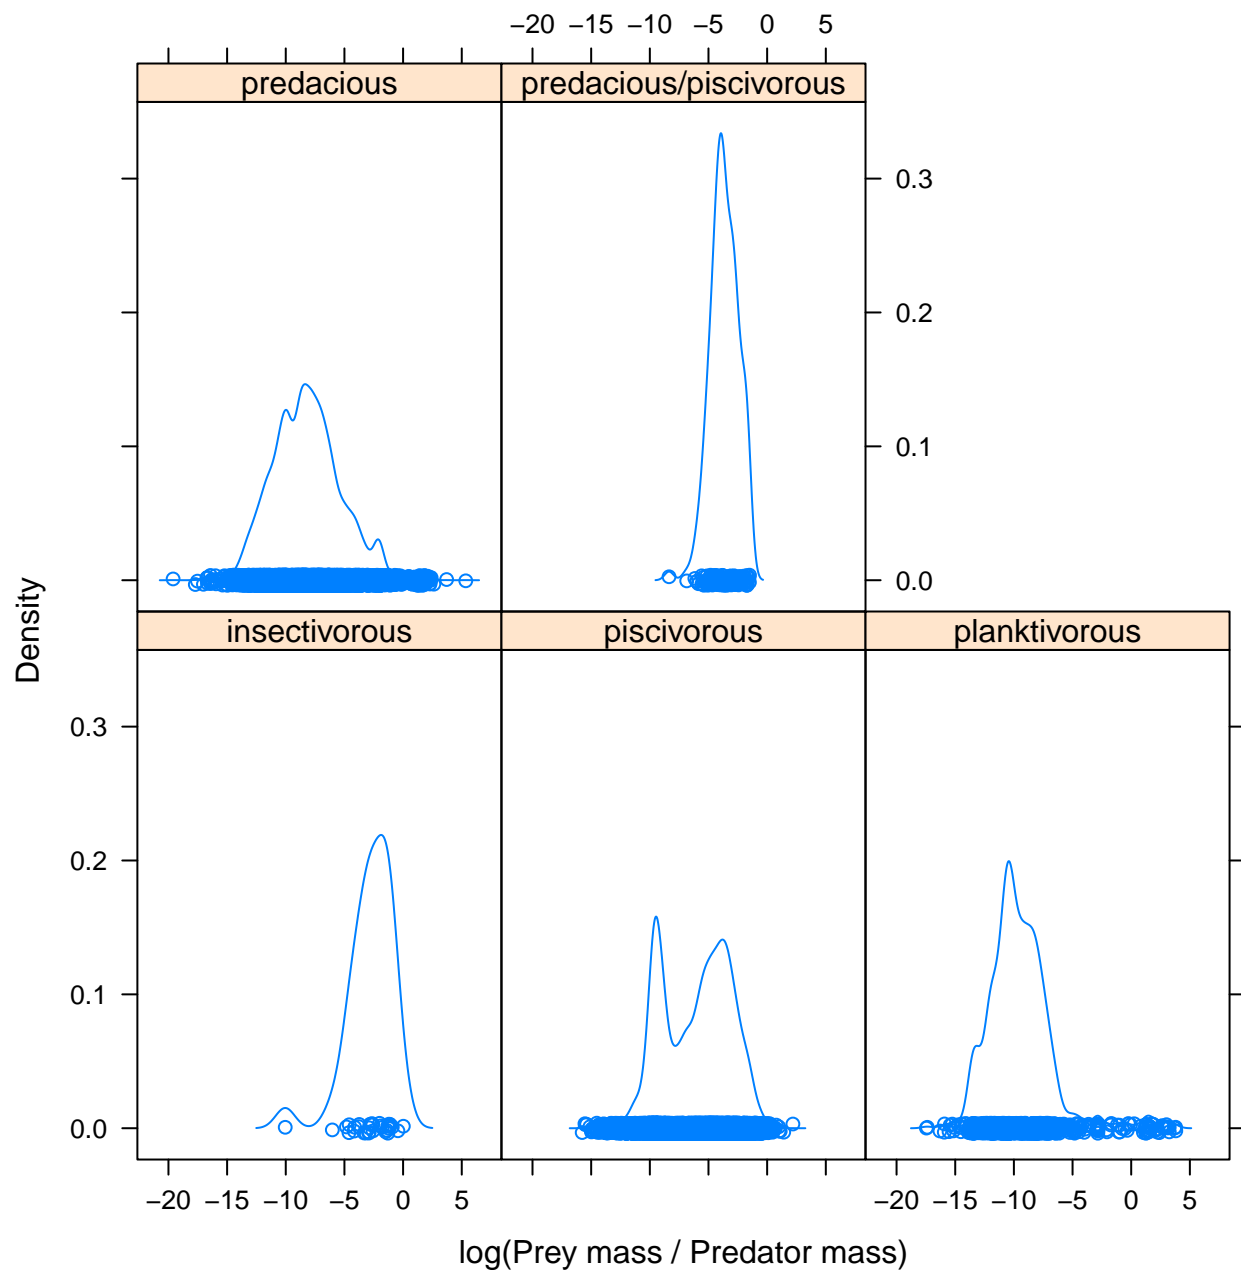 −20 −15 −10 −5 0 5
predacious predacious/piscivorous
0.3
0.2
0.1
0.0
Density
insectivorous piscivorous planktivorous
0.3
0.2
0.1
0.0
−20 −15 −10 −5 0 5 −20 −15 −10 −5 0 5
log(Prey mass / Predator mass)